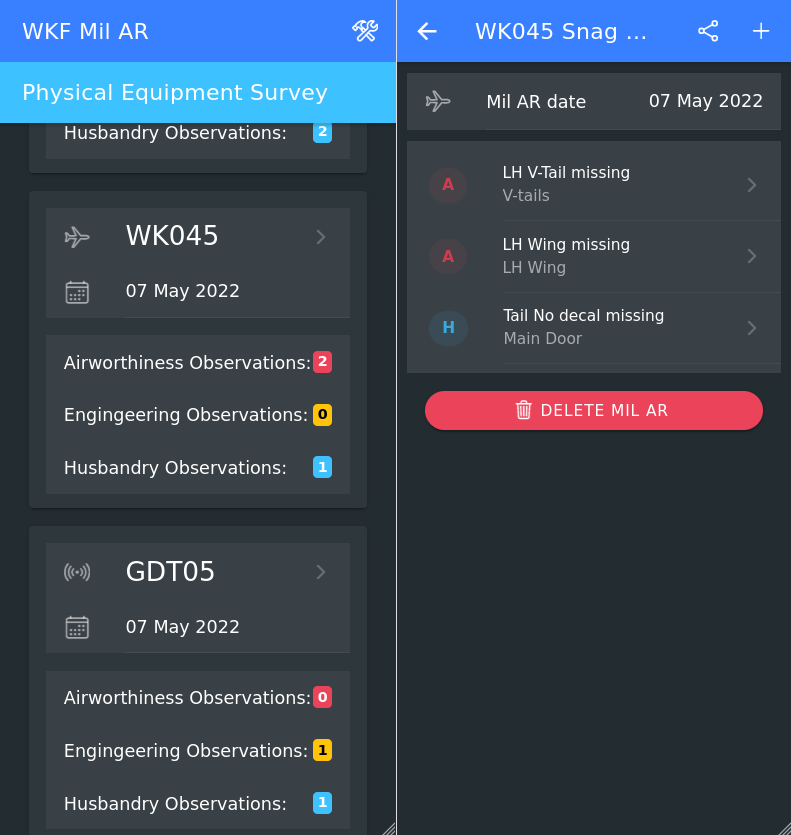 WKF Mil AR
Physical Equipment Survey
Husbandry Observations: 2
WK045
07 May 2022
Airworthiness Observations: 2
Engingeering Observations: 0
Husbandry Observations: 1
GDT05
07 May 2022
Airworthiness Observations: 0
Engingeering Observations: 1
Husbandry Observations: 1
WK045 Snag ...
Mil AR date 07 May 2022
A LH V-Tail missing
V-tails
A LH Wing missing
LH Wing
H Tail No decal missing
Main Door
DELETE MIL AR